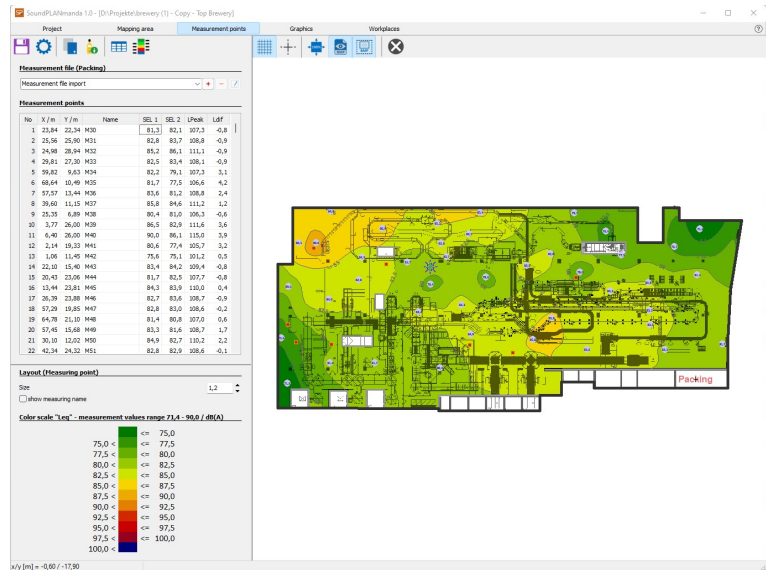 SoundPLANmanda 1.0 - [D:\Projekte\brewery (1) - Copy - Top Brewery]
Project Mapping area Measurement points Graphics Workplaces
Measurement file (Packing)
Measurement file import
Measurement points
No X / m Y / m Name SEL 1 SEL 2 LPeak Ldif
1 23,84 22,34 M30 81,3 82,1 107,3 -0,8
2 25,56 25,90 M31 82,8 83,7 108,8 -0,9
3 24,98 28,94 M32 85,2 86,1 111,1 -0,9
4 29,81 27,30 M33 82,5 83,4 108,1 -0,9
5 59,82 9,63 M34 82,2 79,1 107,3 3,1
6 68,64 10,49 M35 81,7 77,5 106,6 4,2
7 57,57 13,44 M36 83,6 81,2 108,8 2,4
8 39,60 11,15 M37 85,8 84,6 111,2 1,2
9 25,35 6,89 M38 80,4 81,0 106,3 -0,6
10 3,77 26,00 M39 86,5 82,9 111,6 3,6
11 6,40 26,00 M40 90,0 86,1 115,0 3,9
12 2,14 19,33 M41 80,6 77,4 105,7 3,2
13 1,06 11,45 M42 75,6 75,1 101,2 0,5
14 22,10 15,40 M43 83,4 84,2 109,4 -0,8
15 20,43 23,06 M44 81,7 82,5 107,7 -0,8
16 13,44 23,81 M45 84,3 83,9 110,0 0,4
17 26,39 23,88 M46 82,7 83,6 108,7 -0,9
18 57,29 19,85 M47 82,8 83,0 108,6 -0,2
19 64,78 21,10 M48 81,4 80,8 107,0 0,6
20 57,45 15,68 M49 83,3 81,6 108,7 1,7
21 30,10 12,02 M50 84,9 82,7 110,2 2,2
22 42,34 24,32 M51 82,8 82,9 108,6 -0,1
Packing
Layout (Measuring point)
Size 1,2
show measuring name
Color scale "Leq" - measurement values range 71,4 - 90,0 / dB(A)
<= 75,0
75,0 < <= 77,5
77,5 < <= 80,0
80,0 < <= 82,5
82,5 < <= 85,0
85,0 < <= 87,5
87,5 < <= 90,0
90,0 < <= 92,5
92,5 < <= 95,0
95,0 < <= 97,5
97,5 < <= 100,0
100,0 <
x/y [m] = -0,60 / -17,90